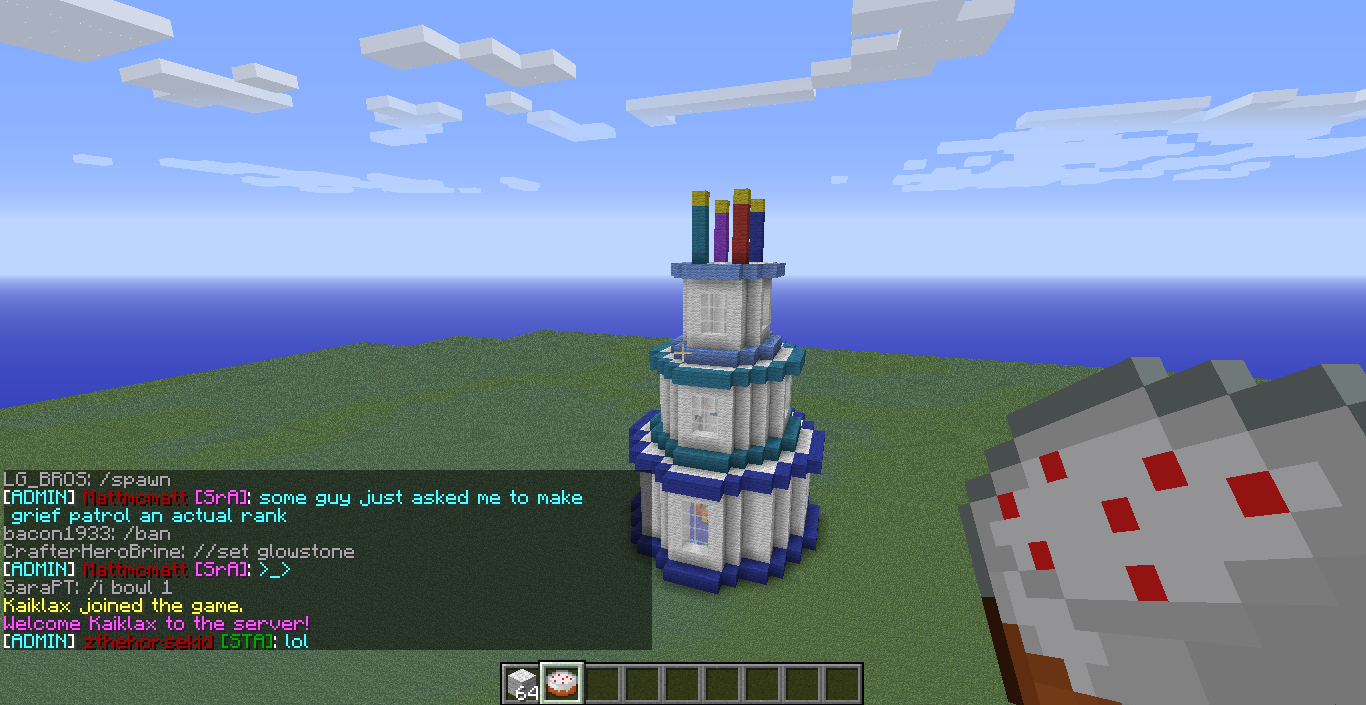 LG_BROS: /spawn
[ADMIN] Mattmcmatt [SrA]: some guy just asked me to make
grief patrol an actual rank
bacon1933: /ban
CrafterHeroBrine: //set glowstone
[ADMIN] Mattmcmatt [SrA]: >_>
SaraPT: /i bowl 1
Kaiklax joined the game.
Welcome Kaiklax to the server!
[ADMIN] zthehorsekid [STA]: lol
64